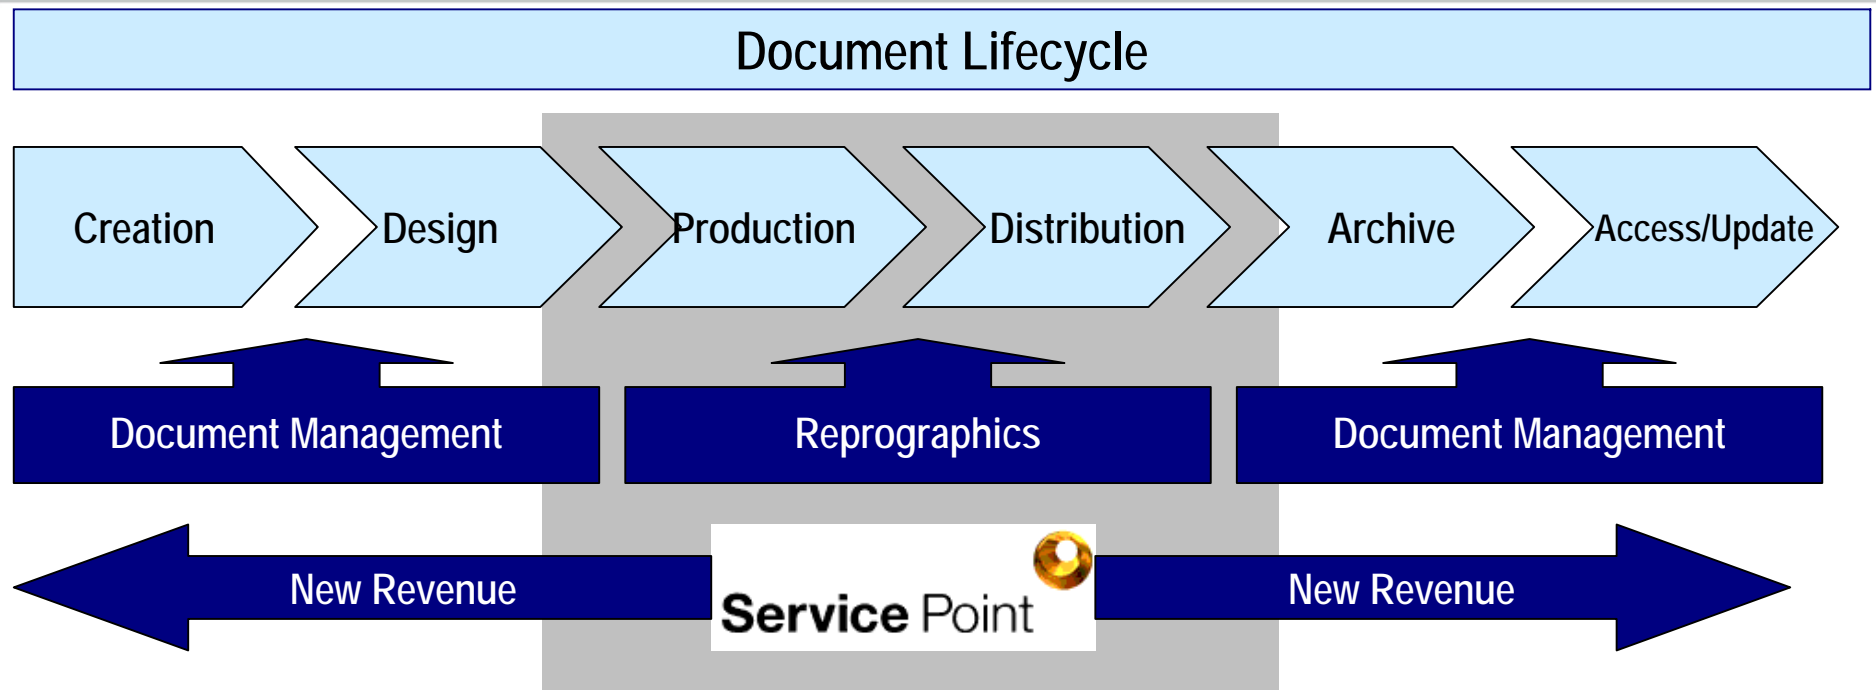 Document Lifecycle
Creation
Design
Production
Distribution
Archive
Access/Update
Document Management
Reprographics
Document Management
New Revenue
Service Point
New Revenue